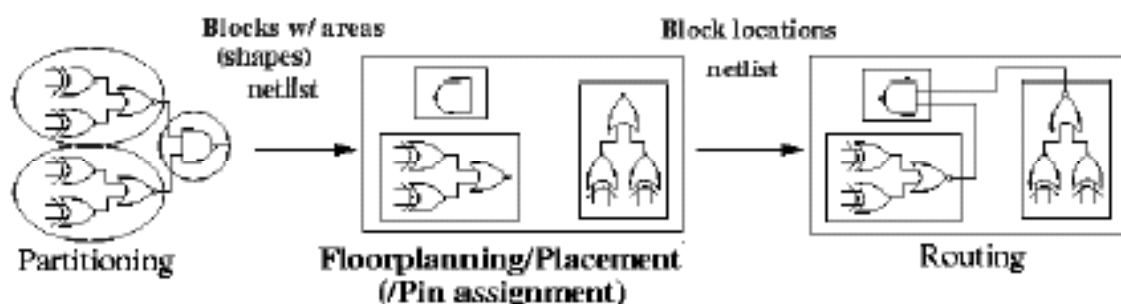 Blocks w/ areas
(shapes)
netlist
Block locations
netlist
Partitioning
Floorplanning/Placement
(/Pin assignment)
Routing